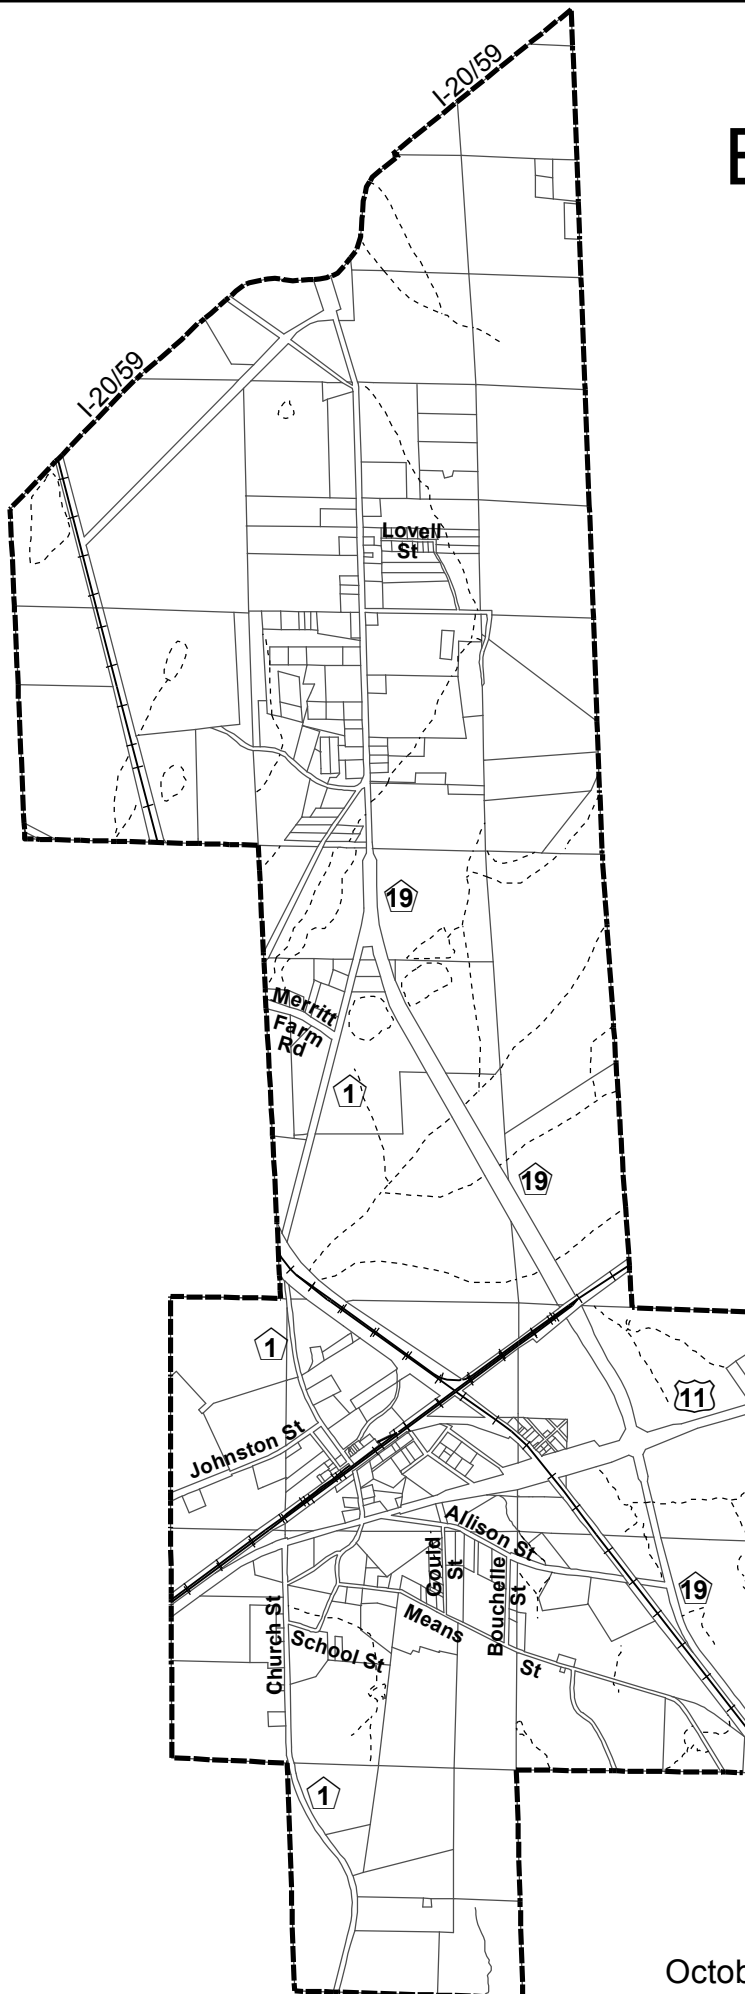 I-20/59
E
I-20/59
Lovell
St
19
Merritt
Farm
Rd
1
19
1
11
Johnston St
Allison St
Gould
St
Bouchelle
St
19
Means
St
Church St
School St
1
Octob